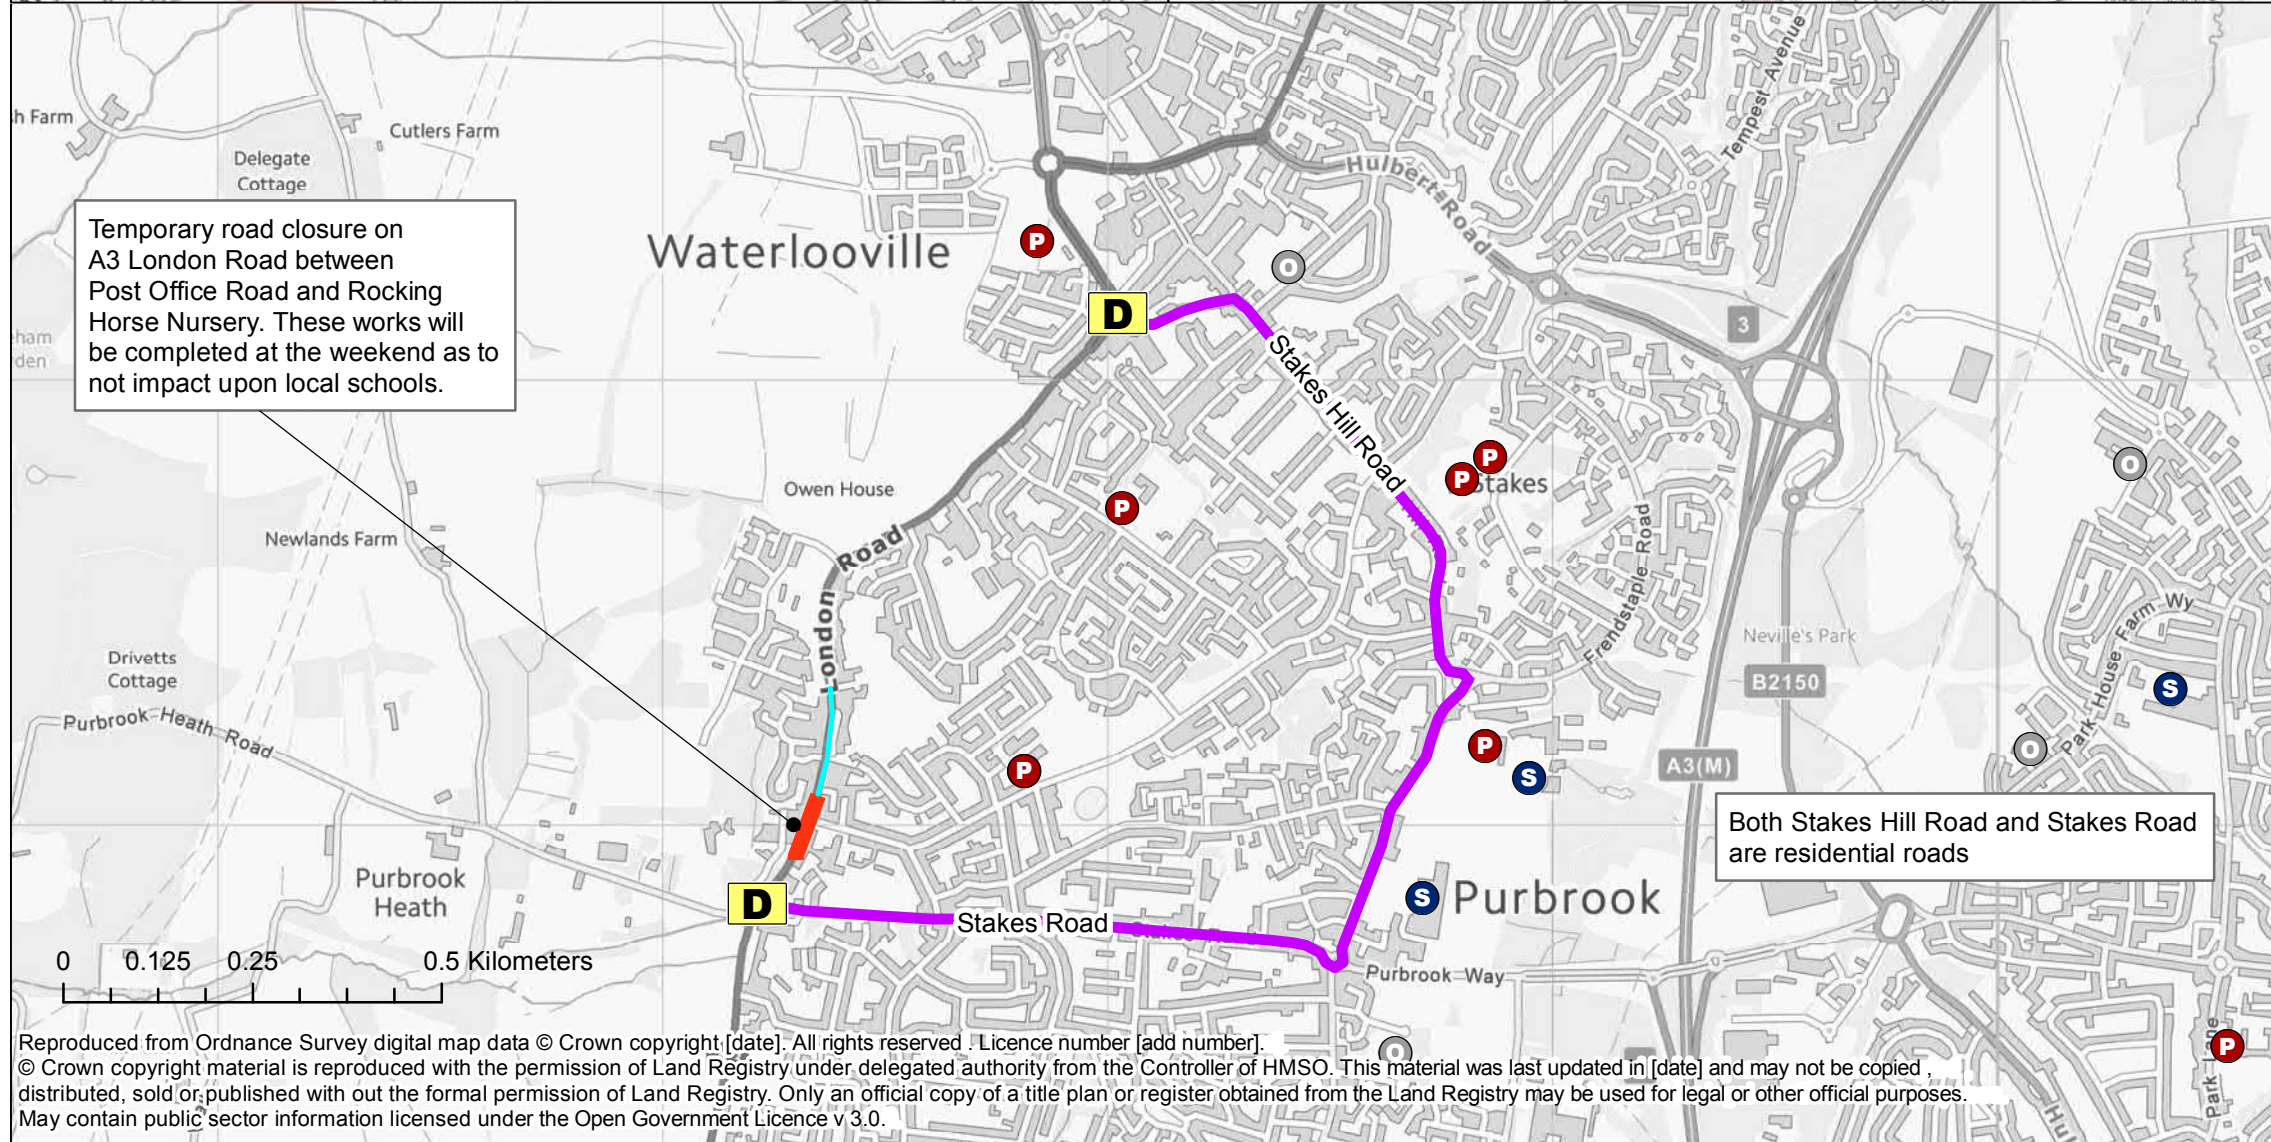 h Farm
Cutlers Farm
Delegate
Cottage
Tempest Avenue
Hulbert Road
Temporary road closure on
A3 London Road between
Post Office Road and Rocking
Horse Nursery. These works will
be completed at the weekend as to
not impact upon local schools.
Waterlooville
P
O
D
3
ham
den
Stakes Hill Road
P
P
Stakes
O
Owen House
P
Road
Newlands Farm
London
Frendstaple Road
Park House Farm Wy
Neville's Park
Drivetts
Cottage
B2150
S
Purbrook Heath Road
P
O
A3(M)
P
S
Both Stakes Hill Road and Stakes Road
are residential roads
Purbrook
Heath
D
S
Purbrook
Stakes Road
Stakes Road
0 0.125 0.25 0.5 Kilometers
Purbrook Way
O
P
Park Lane
Hu
Reproduced from Ordnance Survey digital map data © Crown copyright [date]. All rights reserved . Licence number [add number].
© Crown copyright material is reproduced with the permission of Land Registry under delegated authority from the Controller of HMSO. This material was last updated in [date] and may not be copied ,
distributed, sold or published with out the formal permission of Land Registry. Only an official copy of a title plan or register obtained from the Land Registry may be used for legal or other official purposes.
May contain public sector information licensed under the Open Government Licence v 3.0.